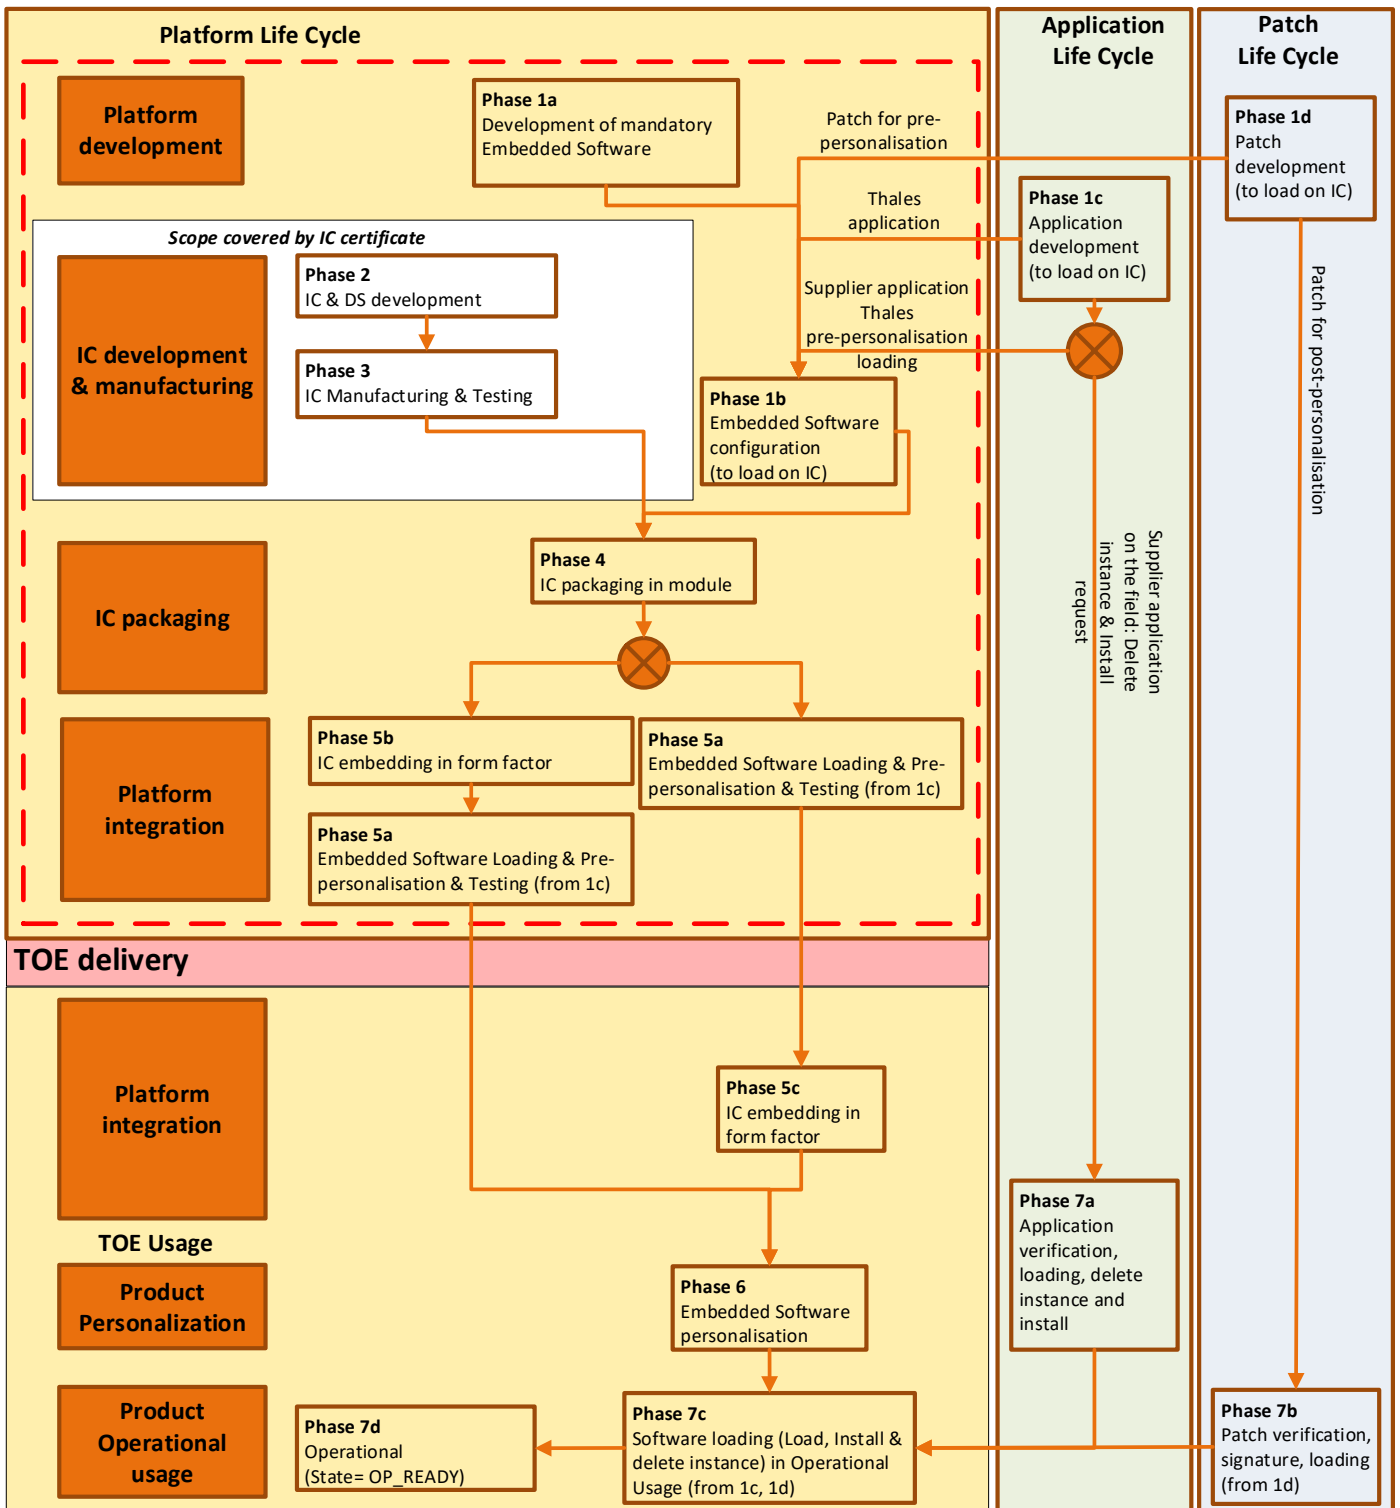 Platform Life Cycle
Application
Life Cycle
Patch
Life Cycle
Platform
development
Phase 1a
Development of mandatory
Embedded Software
Patch for pre-
personalisation
Phase 1d
Patch
development
(to load on IC)
Thales
application
Phase 1c
Application
development
(to load on IC)
Scope covered by IC certificate
IC development
& manufacturing
Phase 2
IC & DS development
Phase 3
IC Manufacturing & Testing
Supplier application
Thales
pre-personalisation
loading
Phase 1b
Embedded Software
configuration
(to load on IC)
Patch for post-personalisation
Supplier application
on the field: Delete
instance & Install
request
IC packaging
Phase 4
IC packaging in module
Platform
integration
Phase 5b
IC embedding in form factor
Phase 5a
Embedded Software Loading & Pre-
personalisation & Testing (from 1c)
Phase 5a
Embedded Software Loading & Pre-
personalisation & Testing (from 1c)
TOE delivery
Platform
integration
Phase 5c
IC embedding in
form factor
TOE Usage
Product
Personalization
Phase 6
Embedded Software
personalisation
Phase 7a
Application
verification,
loading, delete
instance and
install
Product
Operational
usage
Phase 7d
Operational
(State= OP_READY)
Phase 7c
Software loading (Load, Install &
delete instance) in Operational
Usage (from 1c, 1d)
Phase 7b
Patch verification,
signature, loading
(from 1d)